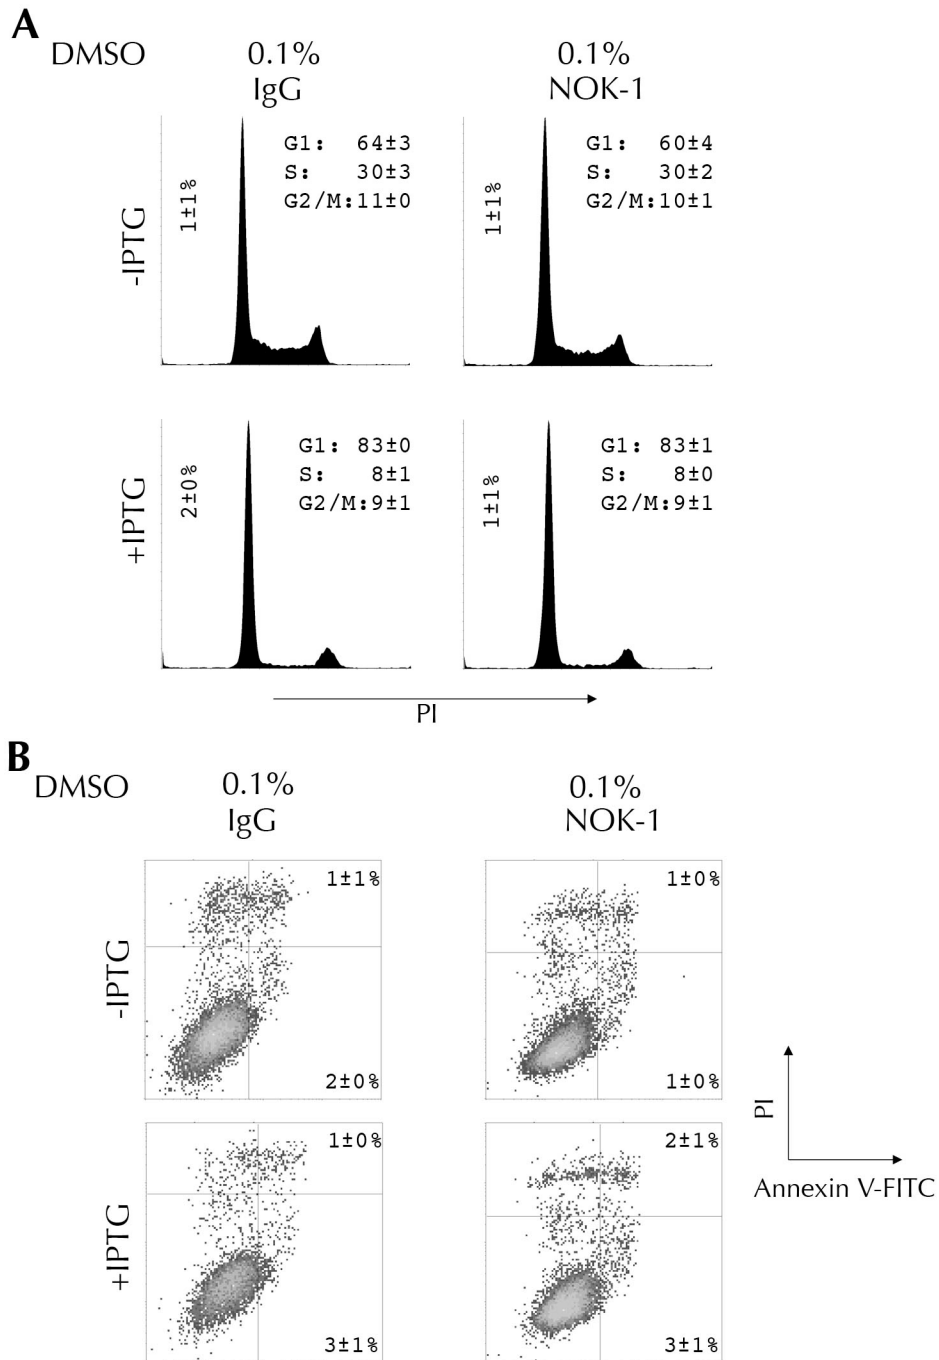 A
DMSO 0.1% 0.1%
IgG NOK-1
-IPTG
1±1%
G1: 64±3
S: 30±3
G2/M:11±0
1±1%
G1: 60±4
S: 30±2
G2/M:10±1
+IPTG
2±0%
G1: 83±0
S: 8±1
G2/M:9±1
1±1%
G1: 83±1
S: 8±0
G2/M:9±1
PI
B
DMSO 0.1% 0.1%
IgG NOK-1
-IPTG
1±1%
2±0%
1±0%
1±0%
+IPTG
1±0%
3±1%
2±1%
3±1%
PI
Annexin V-FITC